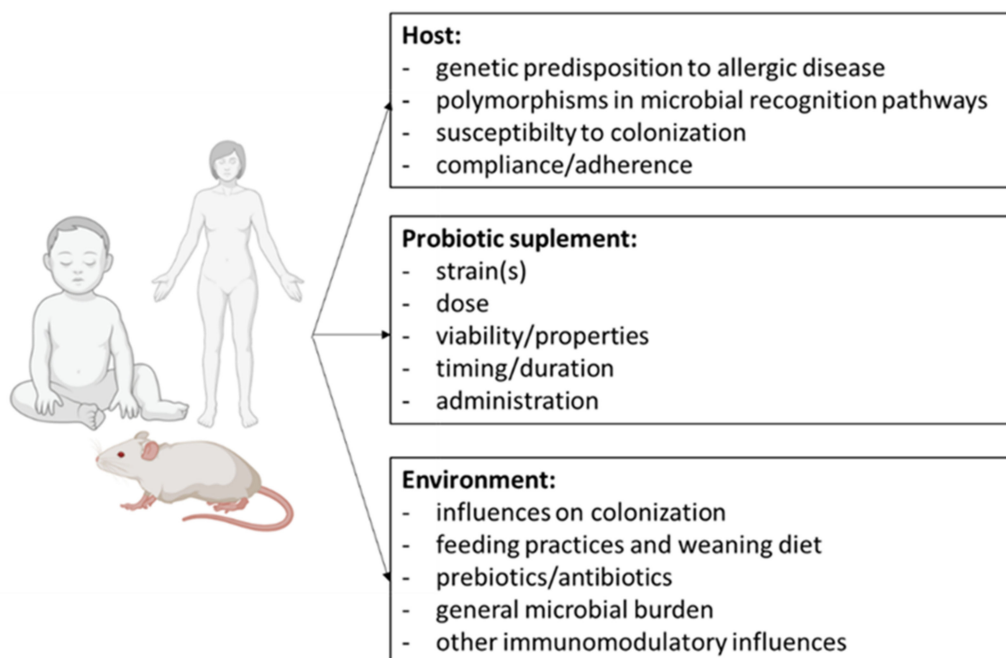 Host:
- genetic predisposition to allergic disease
- polymorphisms in microbial recognition pathways
- susceptibilty to colonization
- compliance/adherence
Probiotic suplement:
- strain(s)
- dose
- viability/properties
- timing/duration
- administration
Environment:
- influences on colonization
- feeding practices and weaning diet
- prebiotics/antibiotics
- general microbial burden
- other immunomodulatory influences